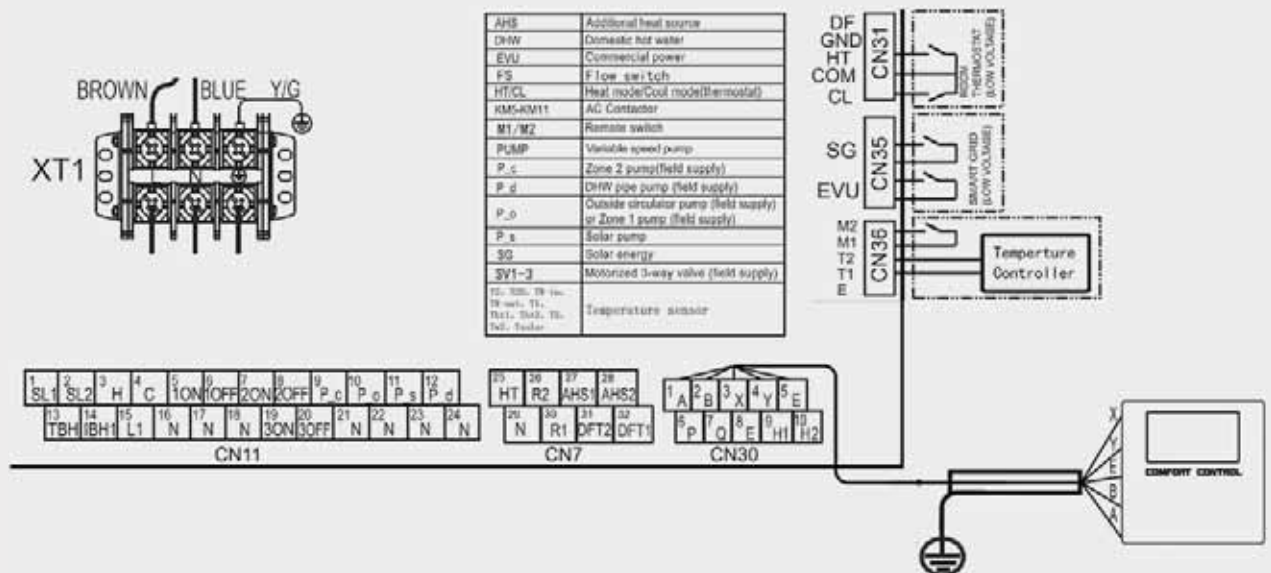 BROWN
BLUE
Y/G
XT1
N
AHS Additional heat source
DHW Domestic hot water
EVU Commercial power
FS Flow switch
HT/CL Heat mode/Cool mode(thermostat)
KM5-KM11 AC Contactor
M1/M2 Remote switch
PUMP Variable speed pump
P_c Zone 2 pump(field supply)
P_d DHW pipe pump (field supply)
P_o Outside circulator pump (field supply)
or Zone 1 pump (field supply)
P_s Solar pump
SG Solar energy
SV1-3 Motorized 3-way valve (field supply)
Temperature sensor
DF
GND
HT
COM
CL
CN31
ROOM
THERMOSTAT
(LOW VOLTAGE)
SG
EVU
CN35
SMART GRID
(LOW VOLTAGE)
M2
M1
T2
T1
E
CN36
Temperture
Controller
1 2 3 4 5 6 7 8 9 10 11 12
SL1 SL2 H C 1ON 1OFF 2ON 2OFF P_c P_o P_s P_d
13 14 15 16 17 18 19 20 21 22 23 24
TBH IBH1 L1 N N N 3ON 3OFF N N N N
CN11
25 26 27 28
HT R2 AHS1 AHS2
29 30 31 32
N R1 DFT2 DFT1
CN7
1 2 3 4 5
A B X Y E
6 7 8 9 10
P Q E H1 H2
CN30
X
Y
E
B
A
COMFORT CONTROL